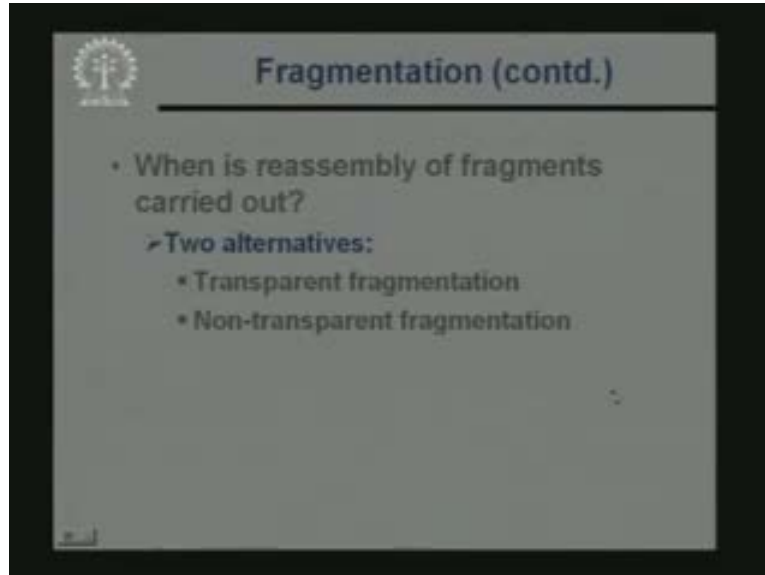 Fragmentation (contd.)
• When is reassembly of fragments
carried out?
➢Two alternatives:
▪ Transparent fragmentation
▪ Non-transparent fragmentation